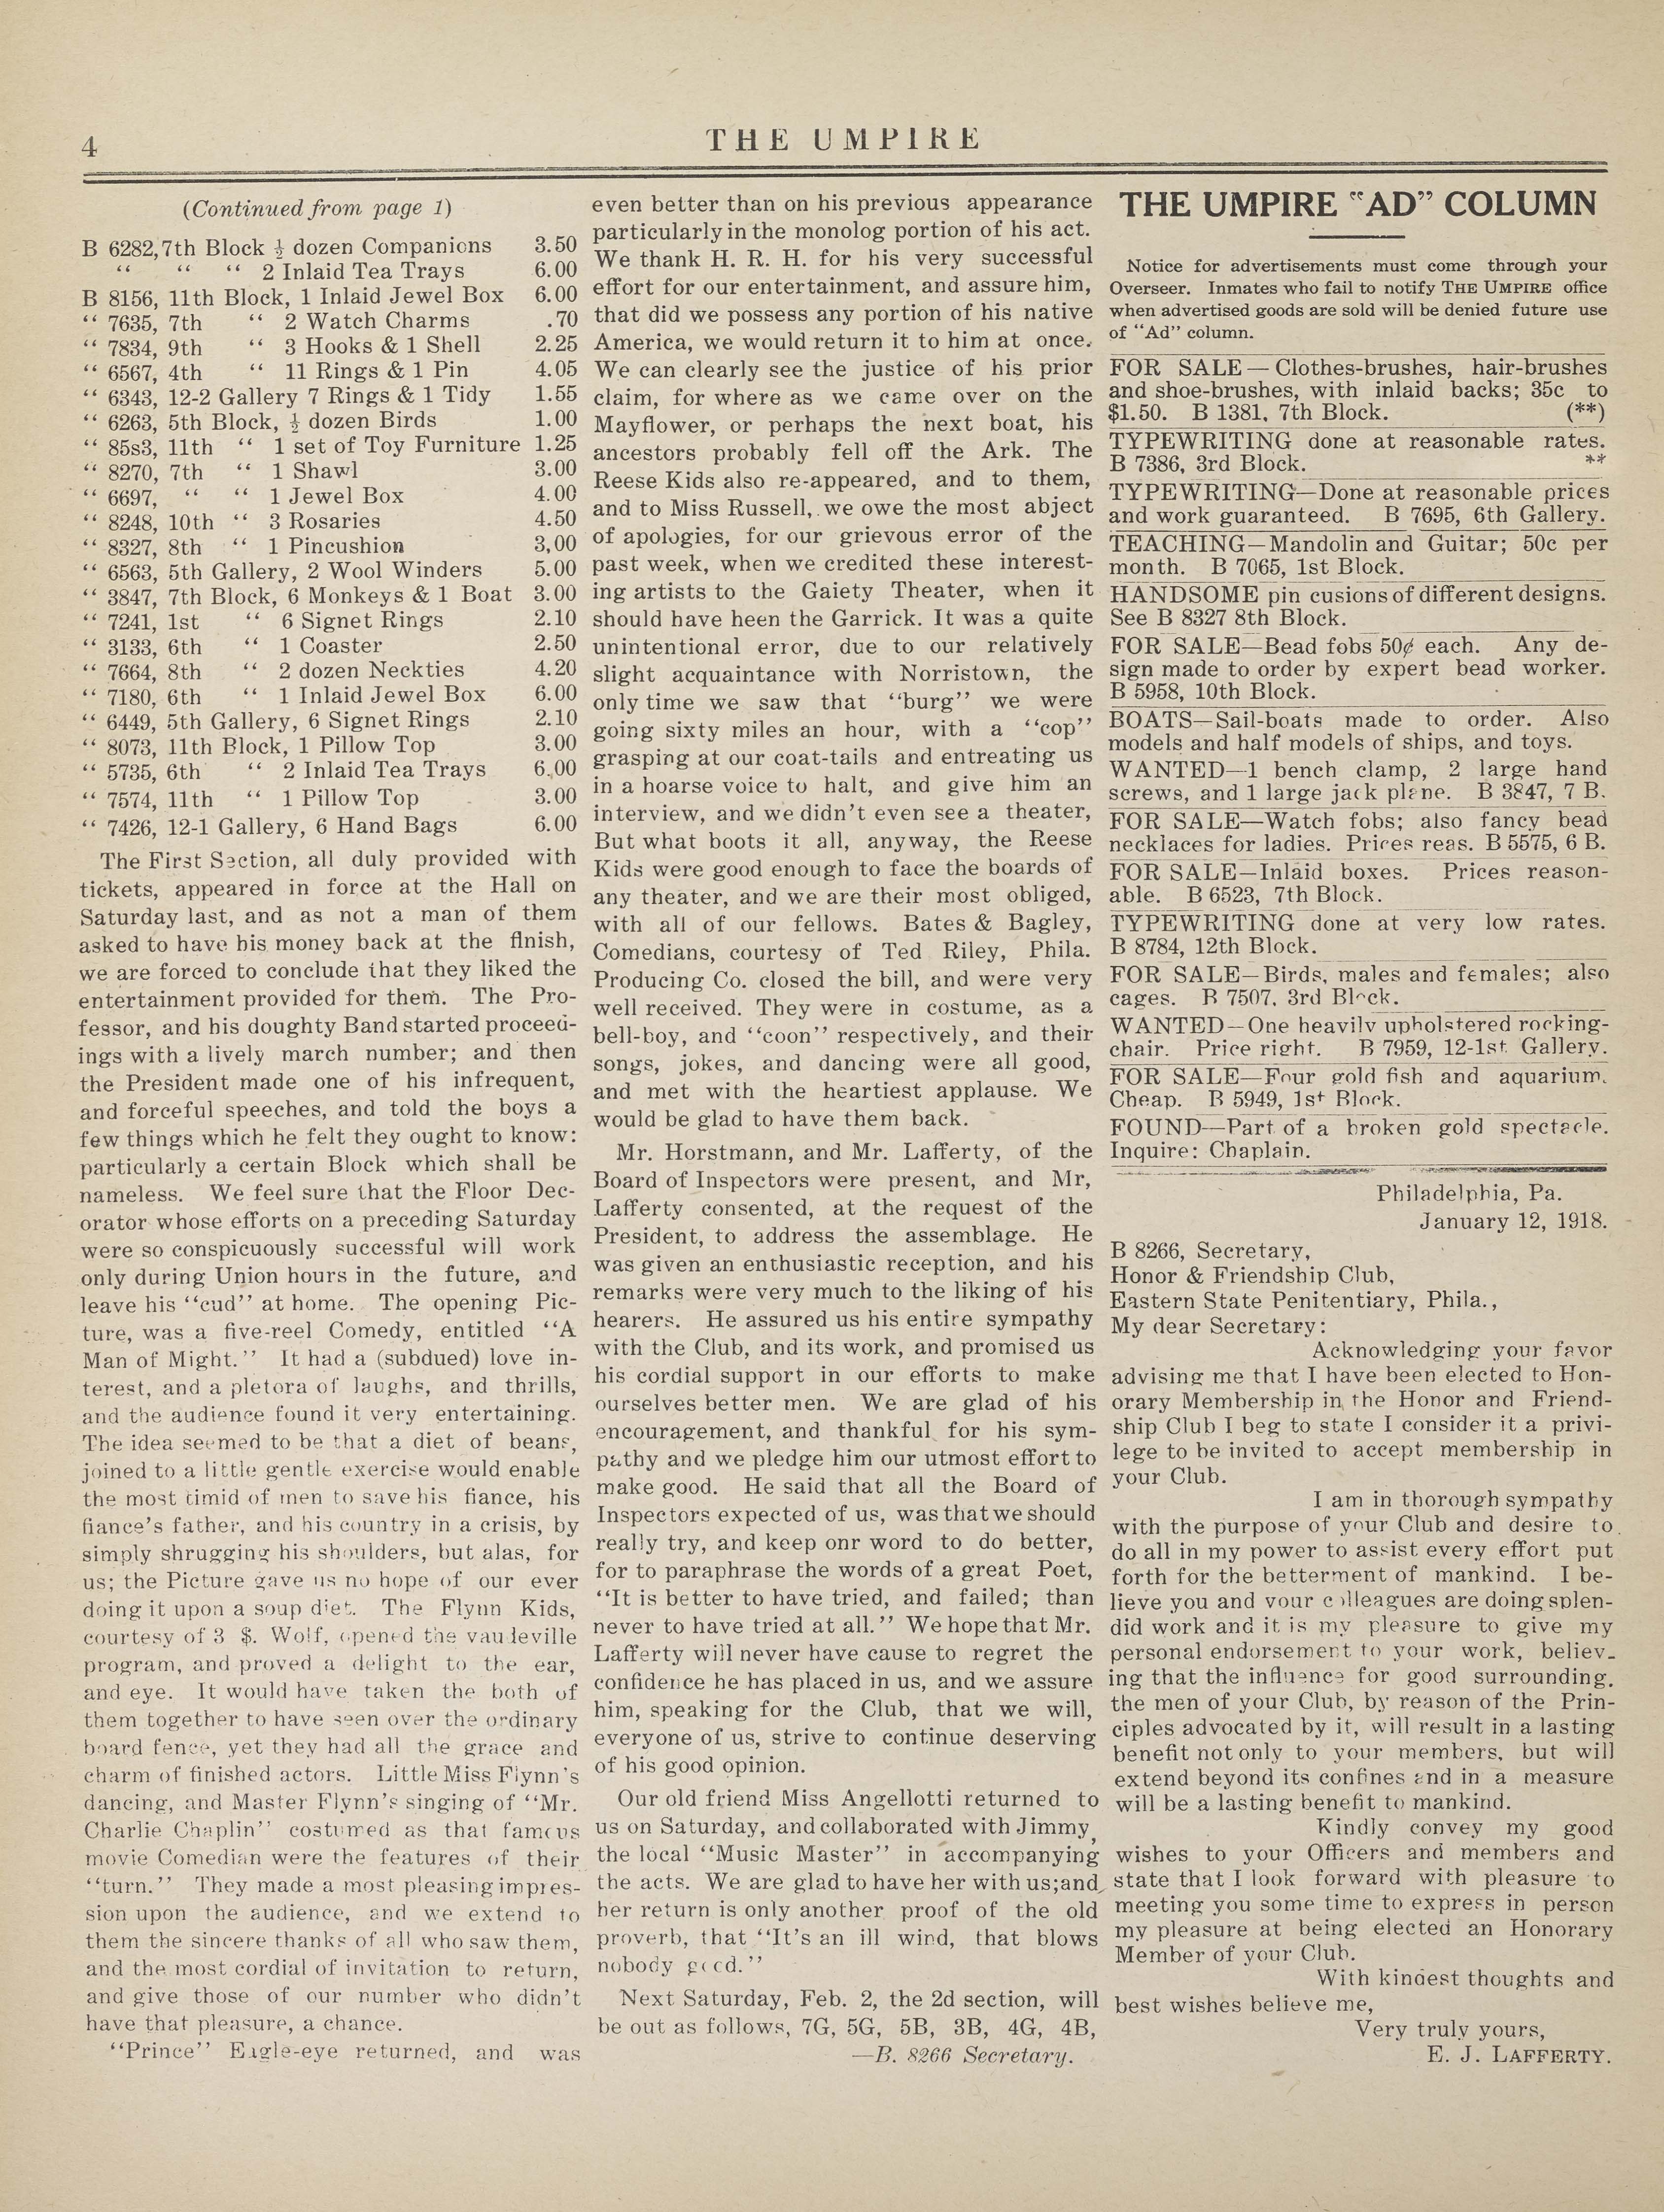 4
THE UMPIRE
(Continued from page 1)
B 6282,7th Block ½ dozen Companions 3.50
“ “ “ 2 Inlaid Tea Trays 6.00
B 8156, 11th Block, 1 Inlaid Jewel Box 6.00
“ 7635, 7th “ 2 Watch Charms .70
“ 7834, 9th “ 3 Hooks & 1 Shell 2.25
“ 6567, 4th “ 11 Rings & 1 Pin 4.05
“ 6343, 12-2 Gallery 7 Rings & 1 Tidy 1.55
“ 6263, 5th Block, ½ dozen Birds 1.00
“ 85s3, 11th “ 1 set of Toy Furniture 1.25
“ 8270, 7th “ 1 Shawl 3.00
“ 6697, “ “ 1 Jewel Box 4.00
“ 8248, 10th “ 3 Rosaries 4.50
“ 8327, 8th “ 1 Pincushion 3,00
“ 6563, 5th Gallery, 2 Wool Winders 5.00
“ 3847, 7th Block, 6 Monkeys & 1 Boat 3.00
“ 7241, 1st “ 6 Signet Rings 2.10
“ 3133, 6th “ 1 Coaster 2.50
“ 7664, 8th “ 2 dozen Neckties 4.20
“ 7180, 6th “ 1 Inlaid Jewel Box 6.00
“ 6449, 5th Gallery, 6 Signet Rings 2.10
“ 8073, 11th Block, 1 Pillow Top 3.00
“ 5735, 6th “ 2 Inlaid Tea Trays 6.00
“ 7574, 11th “ 1 Pillow Top 3.00
“ 7426, 12-1 Gallery, 6 Hand Bags 6.00
The First Section, all duly provided with
tickets, appeared in force at the Hall on
Saturday last, and as not a man of them
asked to have his money back at the finish,
we are forced to conclude that they liked the
entertainment provided for them. The Pro-
fessor, and his doughty Band started proceed-
ings with a lively march number; and then
the President made one of his infrequent,
and forceful speeches, and told the boys a
few things which he felt they ought to know:
particularly a certain Block which shall be
nameless. We feel sure that the Floor Dec-
orator whose efforts on a preceding Saturday
were so conspicuously successful will work
only during Union hours in the future, and
leave his “cud” at home. The opening Pic-
ture, was a five-reel Comedy, entitled “A
Man of Might.” It had a (subdued) love in-
terest, and a pletora of laughs, and thrills,
and the audience found it very entertaining.
The idea seemed to be that a diet of beans,
joined to a little gentle exercise would enable
the most timid of men to save his fiance, his
fiance’s father, and his country in a crisis, by
simply shrugging his shoulders, but alas, for
us; the Picture gave us no hope of our ever
doing it upon a soup diet. The Flynn Kids,
courtesy of 3 $. Wolf, opened the vaudeville
program, and proved a delight to the ear,
and eye. It would have taken the both of
them together to have seen over the ordinary
board fence, yet they had all the grace and
charm of finished actors. Little Miss Flynn’s
dancing, and Master Flynn’s singing of “Mr.
Charlie Chaplin” costumed as that famous
movie Comedian were the features of their
“turn.” They made a most pleasing impres-
sion upon the audience, and we extend to
them the sincere thanks of all who saw them,
and the most cordial of invitation to return,
and give those of our number who didn’t
have that pleasure, a chance.
“Prince” Eagle-eye returned, and was
even better than on his previous appearance
particularly in the monolog portion of his act.
We thank H. R. H. for his very successful
effort for our entertainment, and assure him,
that did we possess any portion of his native
America, we would return it to him at once.
We can clearly see the justice of his prior
claim, for where as we came over on the
Mayflower, or perhaps the next boat, his
ancestors probably fell off the Ark. The
Reese Kids also re-appeared, and to them,
and to Miss Russell, we owe the most abject
of apologies, for our grievous error of the
past week, when we credited these interest-
ing artists to the Gaiety Theater, when it
should have heen the Garrick. It was a quite
unintentional error, due to our relatively
slight acquaintance with Norristown, the
only time we saw that “burg” we were
going sixty miles an hour, with a “cop”
grasping at our coat-tails and entreating us
in a hoarse voice to halt, and give him an
interview, and we didn’t even see a theater,
But what boots it all, anyway, the Reese
Kids were good enough to face the boards of
any theater, and we are their most obliged,
with all of our fellows. Bates & Bagley,
Comedians, courtesy of Ted Riley, Phila.
Producing Co. closed the bill, and were very
well received. They were in costume, as a
bell-boy, and “coon” respectively, and their
songs, jokes, and dancing were all good,
and met with the heartiest applause. We
would be glad to have them back.
Mr. Horstmann, and Mr. Lafferty, of the
Board of Inspectors were present, and Mr,
Lafferty consented, at the request of the
President, to address the assemblage. He
was given an enthusiastic reception, and his
remarks were very much to the liking of his
hearers. He assured us his entire sympathy
with the Club, and its work, and promised us
his cordial support in our efforts to make
ourselves better men. We are glad of his
encouragement, and thankful for his sym-
pathy and we pledge him our utmost effort to
make good. He said that all the Board of
Inspectors expected of us, was that we should
really try, and keep onr word to do better,
for to paraphrase the words of a great Poet,
“It is better to have tried, and failed; than
never to have tried at all.” We hope that Mr.
Lafferty will never have cause to regret the
confidence he has placed in us, and we assure
him, speaking for the Club, that we will,
everyone of us, strive to continue deserving
of his good opinion.
Our old friend Miss Angellotti returned to
us on Saturday, and collaborated with Jimmy,
the local “Music Master” in accompanying
the acts. We are glad to have her with us;and
her return is only another proof of the old
proverb, that “It’s an ill wind, that blows
nobody good.”
Next Saturday, Feb. 2, the 2d section, will
be out as follows, 7G, 5G, 5B, 3B, 4G, 4B,
—B. 8266 Secretary.
THE UMPIRE “AD” COLUMN
Notice for advertisements must come through your
Overseer. Inmates who fail to notify THE UMPIRE office
when advertised goods are sold will be denied future use
of “Ad” column.
FOR SALE — Clothes-brushes, hair-brushes
and shoe-brushes, with inlaid backs; 35c to
$1.50. B 1381, 7th Block. (**)
TYPEWRITING done at reasonable rates.
B 7386, 3rd Block. **
TYPEWRITING—Done at reasonable prices
and work guaranteed. B 7695, 6th Gallery.
TEACHING—Mandolin and Guitar; 50c per
month. B 7065, 1st Block.
HANDSOME pin cusions of different designs.
See B 8327 8th Block.
FOR SALE—Bead fobs 50¢ each. Any de-
sign made to order by expert bead worker.
B 5958, 10th Block.
BOATS—Sail-boats made to order. Also
models and half models of ships, and toys.
WANTED—1 bench clamp, 2 large hand
screws, and 1 large jack plane. B 3847, 7 B.
FOR SALE—Watch fobs; also fancy bead
necklaces for ladies. Prices reas. B 5575, 6 B.
FOR SALE—Inlaid boxes. Prices reason-
able. B 6523, 7th Block.
TYPEWRITING done at very low rates.
B 8784, 12th Block.
FOR SALE—Birds, males and females; also
cages. B 7507, 3rd Block.
WANTED—One heavily upholstered rocking-
chair. Price right. B 7959, 12-1st Gallery.
FOR SALE—Four gold fish and aquarium.
Cheap. B 5949, 1st Block.
FOUND—Part of a broken gold spectacle.
Inquire: Chaplain.
Philadelphia, Pa.
January 12, 1918.
B 8266, Secretary,
Honor & Friendship Club,
Eastern State Penitentiary, Phila.,
My dear Secretary:
Acknowledging your favor
advising me that I have been elected to Hon-
orary Membership in the Honor and Friend-
ship Club I beg to state I consider it a privi-
lege to be invited to accept membership in
your Club.
I am in thorough sympathy
with the purpose of your Club and desire to
do all in my power to assist every effort put
forth for the betterment of mankind. I be-
lieve you and your colleagues are doing splen-
did work and it is my pleasure to give my
personal endorsement to your work, believ-
ing that the influence for good surrounding.
the men of your Club, by reason of the Prin-
ciples advocated by it, will result in a lasting
benefit not only to your members, but will
extend beyond its confines and in a measure
will be a lasting benefit to mankind.
Kindly convey my good
wishes to your Officers and members and
state that I look forward with pleasure to
meeting you some time to express in person
my pleasure at being elected an Honorary
Member of your Club.
With kindest thoughts and
best wishes believe me,
Very truly yours,
E. J. LAFFERTY.